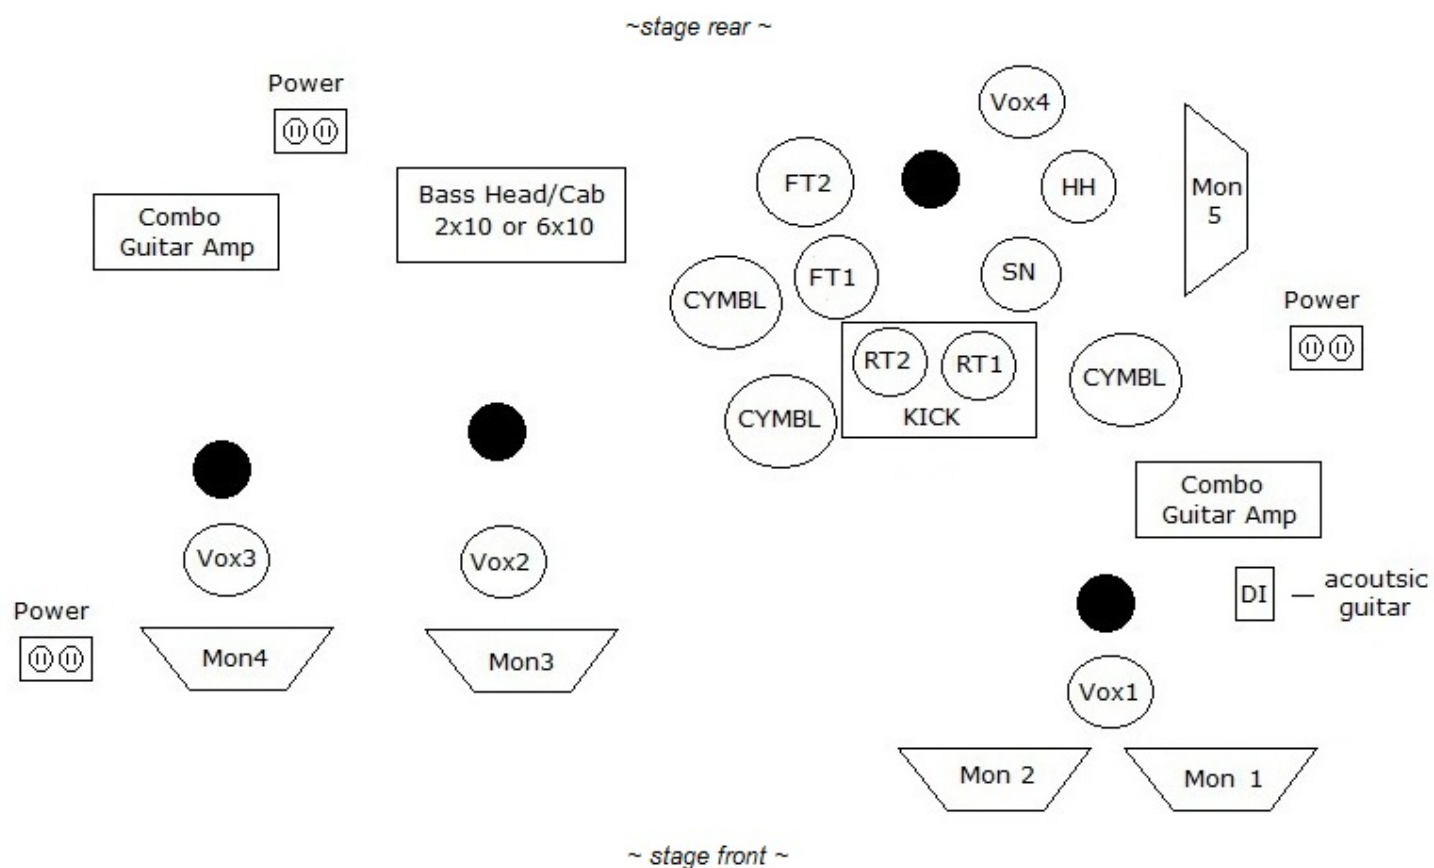 ~stage rear ~
Power
Vox4
FT2
HH
Mon
5
Combo
Guitar Amp
Bass Head/Cab
2x10 or 6x10
FT1
SN
CYMBL
Power
RT2
RT1
KICK
CYMBL
CYMBL
Combo
Guitar Amp
Vox3
Vox2
DI
acoutsic
guitar
Power
Mon4
Mon3
Vox1
Mon 2
Mon 1
~ stage front ~